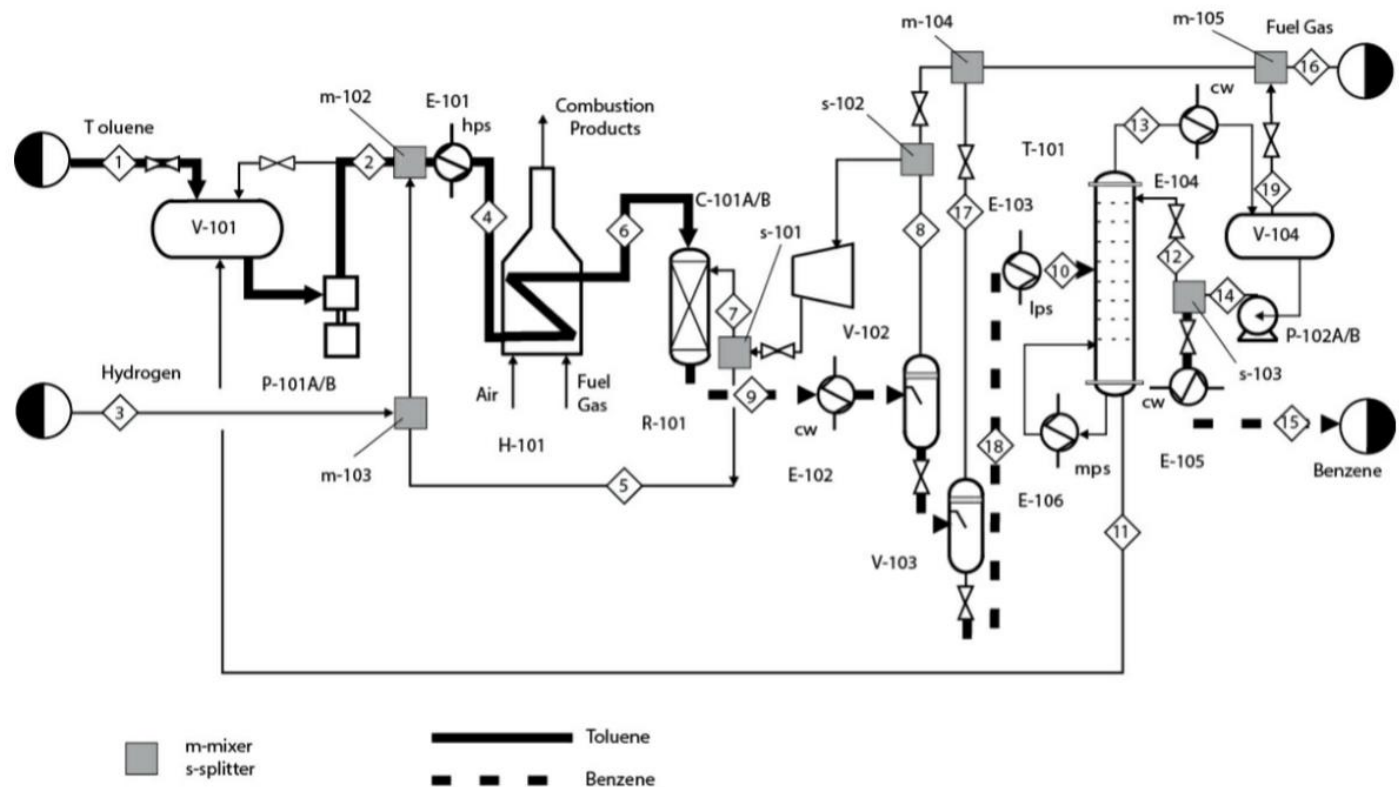 m-104
m-105
Fuel Gas
16
m-102
E-101
hps
Combustion
Products
s-102
cw
13
Toluene
1
2
T-101
V-101
4
6
C-101A/B
s-101
8
17
E-103
E-104
19
V-104
12
10
lps
14
P-102A/B
7
V-102
s-103
Hydrogen
3
P-101A/B
Air
Fuel
Gas
H-101
R-101
9
cw
E-102
cw
15
Benzene
18
mps
E-105
m-103
5
E-106
V-103
11
m-mixer
s-splitter
Toluene
Benzene